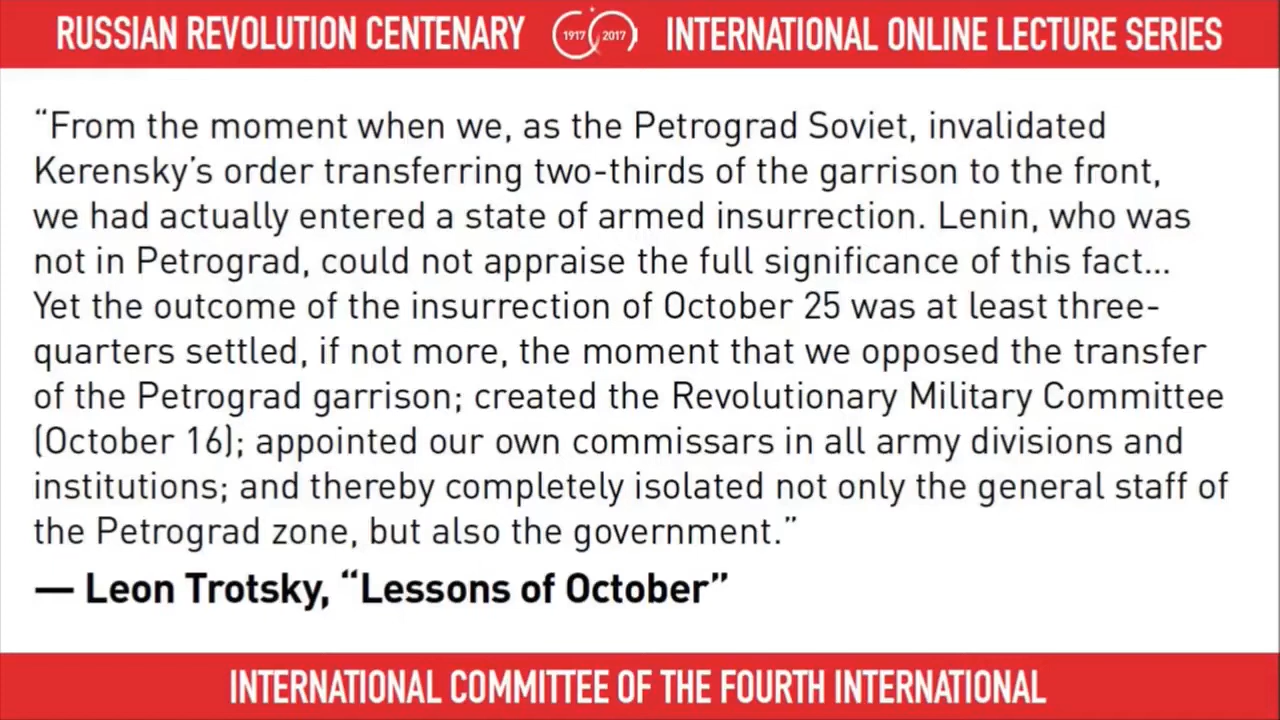 RUSSIAN REVOLUTION CENTENARY 1917 2017 INTERNATIONAL ONLINE LECTURE SERIES
“From the moment when we, as the Petrograd Soviet, invalidated
Kerensky’s order transferring two-thirds of the garrison to the front,
we had actually entered a state of armed insurrection. Lenin, who was
not in Petrograd, could not appraise the full significance of this fact...
Yet the outcome of the insurrection of October 25 was at least three-
quarters settled, if not more, the moment that we opposed the transfer
of the Petrograd garrison; created the Revolutionary Military Committee
(October 16); appointed our own commissars in all army divisions and
institutions; and thereby completely isolated not only the general staff of
the Petrograd zone, but also the government.”
— Leon Trotsky, “Lessons of October”
INTERNATIONAL COMMITTEE OF THE FOURTH INTERNATIONAL